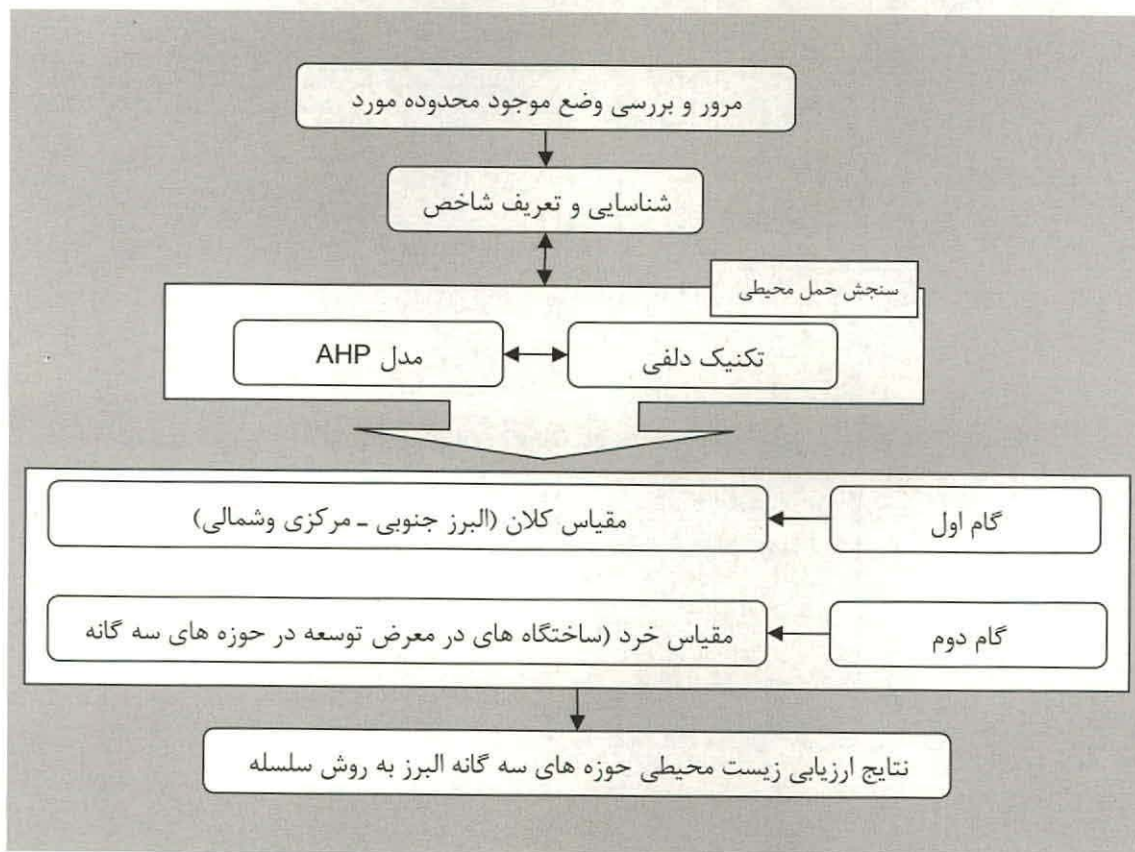 مرور و بررسی وضع موجود محدوده مورد
شناسایی و تعریف شاخص
سنجش حمل محیطی
تکنیک دلفی
مدل AHP
گام اول
مقیاس کلان (البرز جنوبی - مرکزی وشمالی)
گام دوم
مقیاس خرد (ساختگاه های در معرض توسعه در حوزه های سه گانه
نتایج ارزیابی زیست محیطی حوزه های سه گانه البرز به روش سلسله